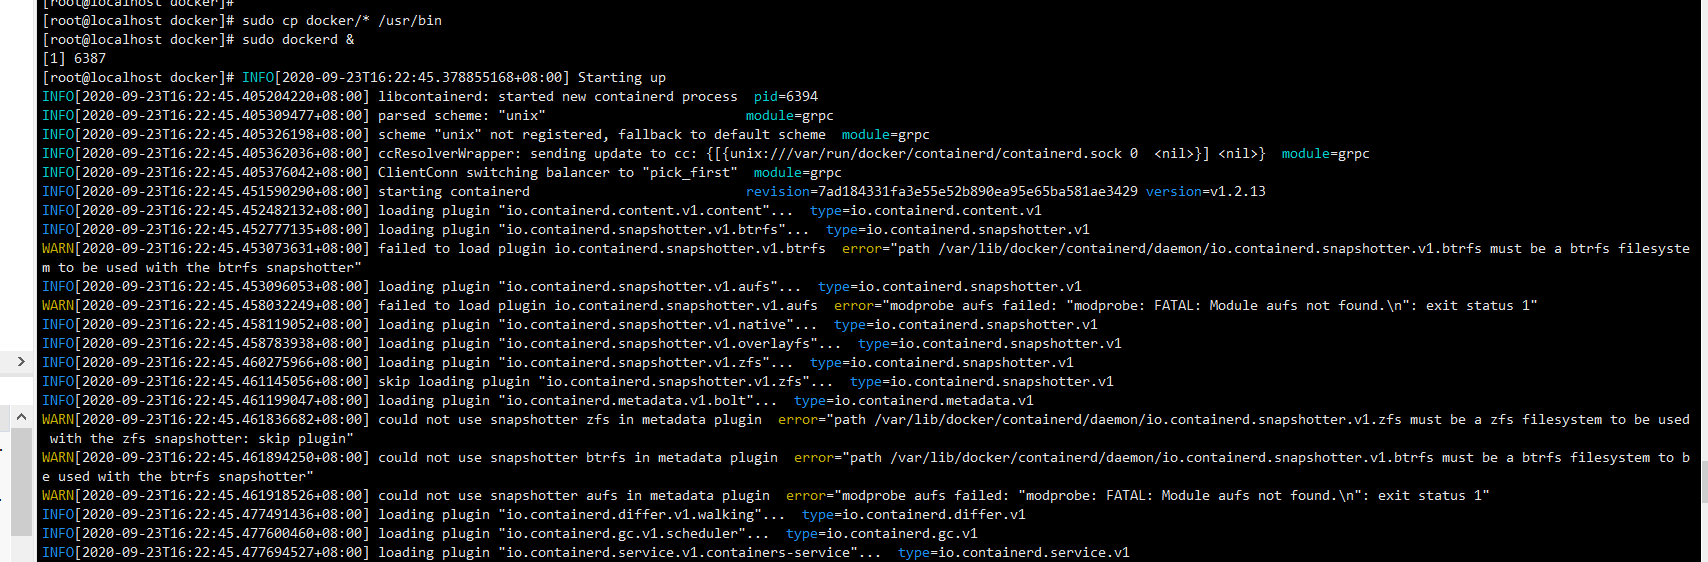 [root@localhost docker]#
[root@localhost docker]# sudo cp docker/* /usr/bin
[root@localhost docker]# sudo dockerd &
[1] 6387
[root@localhost docker]# INFO[2020-09-23T16:22:45.378855168+08:00] Starting up
INFO[2020-09-23T16:22:45.405204220+08:00] libcontainerd: started new containerd process  pid=6394
INFO[2020-09-23T16:22:45.405309477+08:00] parsed scheme: "unix"                         module=grpc
INFO[2020-09-23T16:22:45.405326198+08:00] scheme "unix" not registered, fallback to default scheme  module=grpc
INFO[2020-09-23T16:22:45.405362036+08:00] ccResolverWrapper: sending update to cc: {[{unix:///var/run/docker/containerd/containerd.sock 0  <nil>}] <nil>}  module=grpc
INFO[2020-09-23T16:22:45.405376042+08:00] ClientConn switching balancer to "pick_first"  module=grpc
INFO[2020-09-23T16:22:45.451590290+08:00] starting containerd                           revision=7ad184331fa3e55e52b890ea95e65ba581ae3429 version=v1.2.13
INFO[2020-09-23T16:22:45.452482132+08:00] loading plugin "io.containerd.content.v1.content"...  type=io.containerd.content.v1
INFO[2020-09-23T16:22:45.452777135+08:00] loading plugin "io.containerd.snapshotter.v1.btrfs"...  type=io.containerd.snapshotter.v1
WARN[2020-09-23T16:22:45.453073631+08:00] failed to load plugin io.containerd.snapshotter.v1.btrfs  error="path /var/lib/docker/containerd/daemon/io.containerd.snapshotter.v1.btrfs must be a btrfs filesyste
m to be used with the btrfs snapshotter"
INFO[2020-09-23T16:22:45.453096053+08:00] loading plugin "io.containerd.snapshotter.v1.aufs"...  type=io.containerd.snapshotter.v1
WARN[2020-09-23T16:22:45.458032249+08:00] failed to load plugin io.containerd.snapshotter.v1.aufs  error="modprobe aufs failed: "modprobe: FATAL: Module aufs not found.\n": exit status 1"
INFO[2020-09-23T16:22:45.458119052+08:00] loading plugin "io.containerd.snapshotter.v1.native"...  type=io.containerd.snapshotter.v1
INFO[2020-09-23T16:22:45.458783938+08:00] loading plugin "io.containerd.snapshotter.v1.overlayfs"...  type=io.containerd.snapshotter.v1
INFO[2020-09-23T16:22:45.460275966+08:00] loading plugin "io.containerd.snapshotter.v1.zfs"...  type=io.containerd.snapshotter.v1
INFO[2020-09-23T16:22:45.461145056+08:00] skip loading plugin "io.containerd.snapshotter.v1.zfs"...  type=io.containerd.snapshotter.v1
INFO[2020-09-23T16:22:45.461199047+08:00] loading plugin "io.containerd.metadata.v1.bolt"...  type=io.containerd.metadata.v1
WARN[2020-09-23T16:22:45.461836682+08:00] could not use snapshotter zfs in metadata plugin  error="path /var/lib/docker/containerd/daemon/io.containerd.snapshotter.v1.zfs must be a zfs filesystem to be used
 with the zfs snapshotter: skip plugin"
WARN[2020-09-23T16:22:45.461894250+08:00] could not use snapshotter btrfs in metadata plugin  error="path /var/lib/docker/containerd/daemon/io.containerd.snapshotter.v1.btrfs must be a btrfs filesystem to b
e used with the btrfs snapshotter"
WARN[2020-09-23T16:22:45.461918526+08:00] could not use snapshotter aufs in metadata plugin  error="modprobe aufs failed: "modprobe: FATAL: Module aufs not found.\n": exit status 1"
INFO[2020-09-23T16:22:45.477491436+08:00] loading plugin "io.containerd.differ.v1.walking"...  type=io.containerd.differ.v1
INFO[2020-09-23T16:22:45.477600460+08:00] loading plugin "io.containerd.gc.v1.scheduler"...  type=io.containerd.gc.v1
INFO[2020-09-23T16:22:45.477694527+08:00] loading plugin "io.containerd.service.v1.containers-service"...  type=io.containerd.service.v1